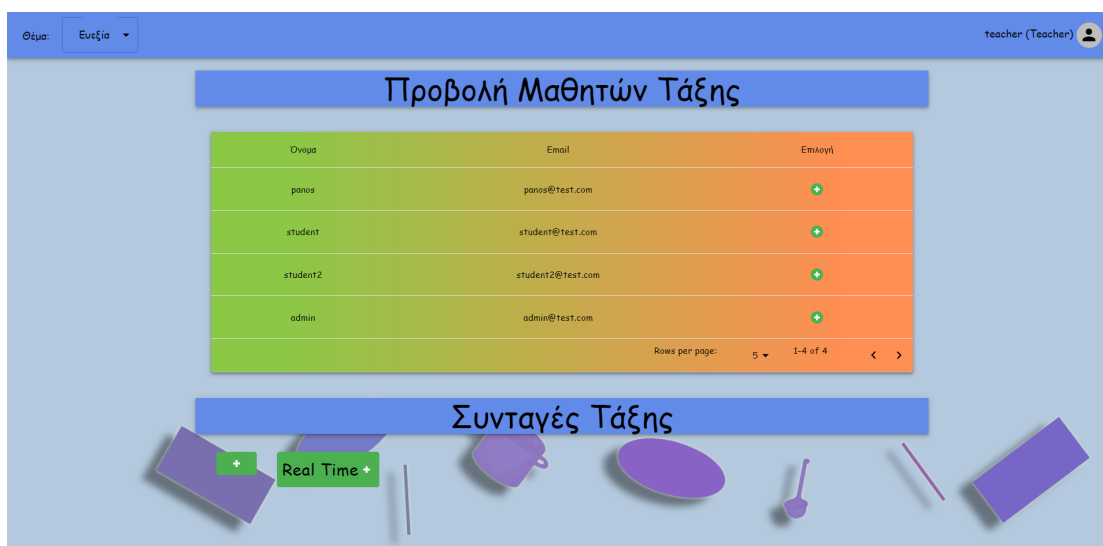 Θέμα: Ευεξία teacher (Teacher)
Προβολή Μαθητών Τάξης
Όνομα Email Επιλογή
panos panos@test.com
student student@test.com
student2 student2@test.com
admin admin@test.com
Rows per page: 5 1-4 of 4
Συνταγές Τάξης
+ Real Time +